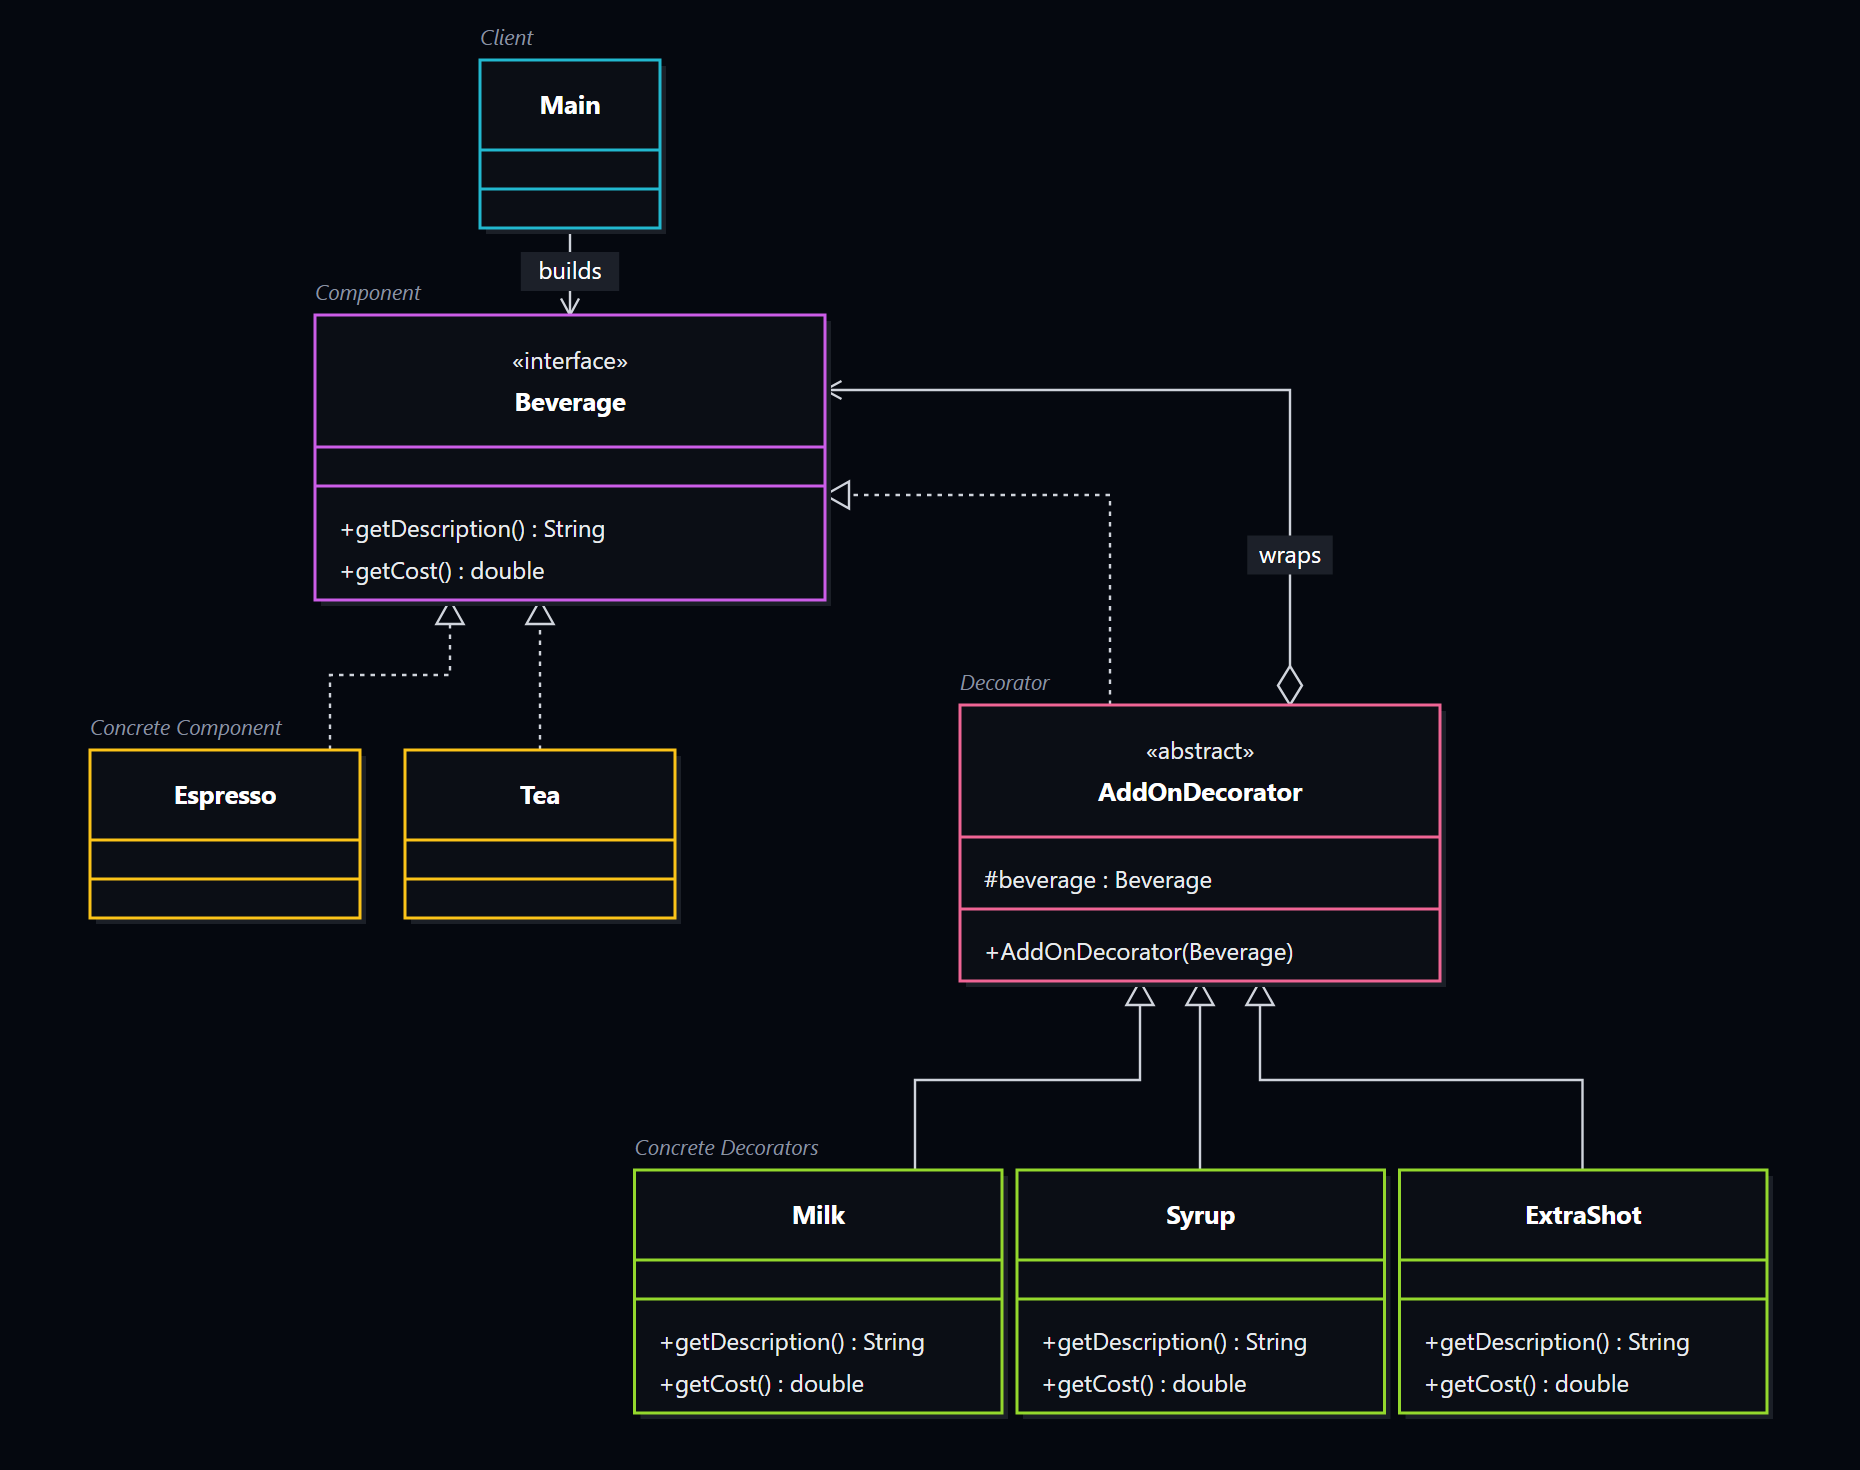 Client
Main
builds
Component
«interface»
Beverage
+getDescription() : String
+getCost() : double
wraps
Decorator
«abstract»
AddOnDecorator
#beverage : Beverage
+AddOnDecorator(Beverage)
Concrete Component
Espresso
Tea
Concrete Decorators
Milk
+getDescription() : String
+getCost() : double
Syrup
+getDescription() : String
+getCost() : double
ExtraShot
+getDescription() : String
+getCost() : double